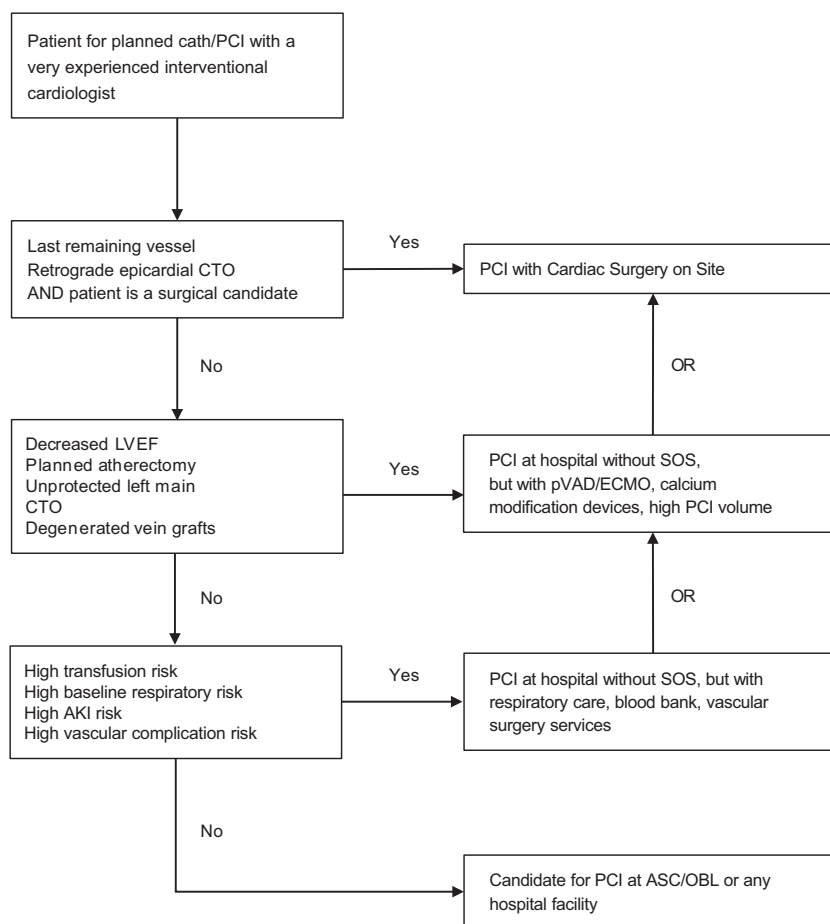 Patient for planned cath/PCI with a
very experienced interventional
cardiologist
Last remaining vessel
Retrograde epicardial CTO
AND patient is a surgical candidate
Yes
PCI with Cardiac Surgery on Site
No
OR
Decreased LVEF
Planned atherectomy
Unprotected left main
CTO
Degenerated vein grafts
Yes
PCI at hospital without SOS,
but with pVAD/ECMO, calcium
modification devices, high PCI volume
No
OR
High transfusion risk
High baseline respiratory risk
High AKI risk
High vascular complication risk
Yes
PCI at hospital without SOS, but with
respiratory care, blood bank, vascular
surgery services
No
Candidate for PCI at ASC/OBL or any
hospital facility